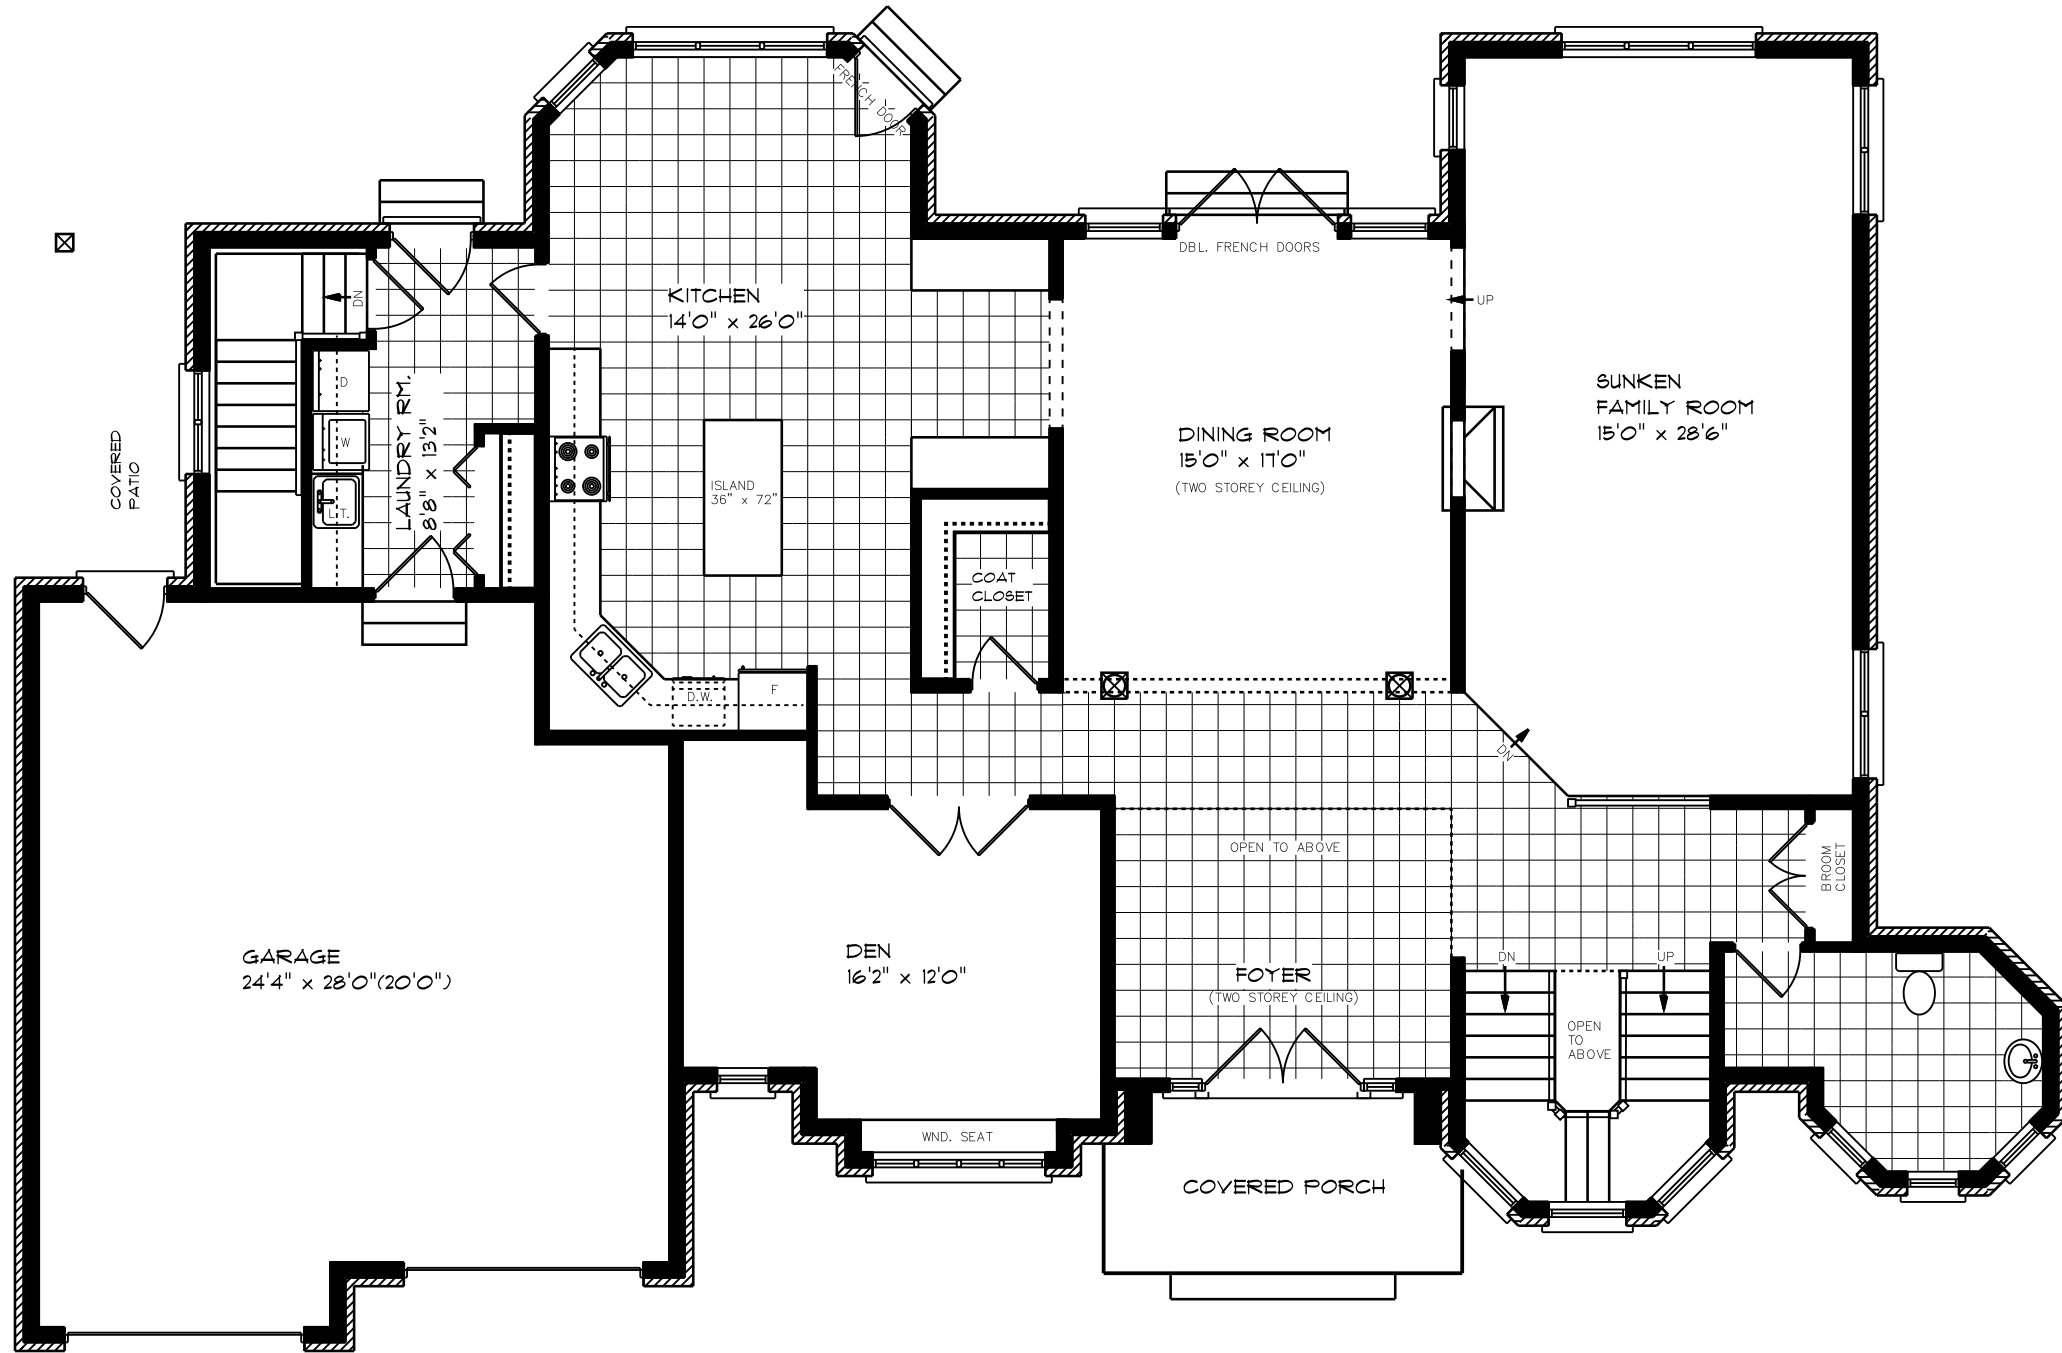 FRENCH DOOR
DBL. FRENCH DOORS
KITCHEN
14'0" x 26'0"
DN
UP
D
W
L.T.
LAUNDRY RM.
8'8" x 13'2"
COVERED
PATIO
ISLAND
36" x 72"
DINING ROOM
15'0" x 17'0"
(TWO STOREY CEILING)
SUNKEN
FAMILY ROOM
15'0" x 28'6"
COAT
CLOSET
D.W.
F
DN
OPEN TO ABOVE
BROOM
CLOSET
GARAGE
24'4" x 28'0"(20'0")
DEN
16'2" x 12'0"
FOYER
(TWO STOREY CEILING)
DN
UP
OPEN
TO
ABOVE
WND. SEAT
COVERED PORCH